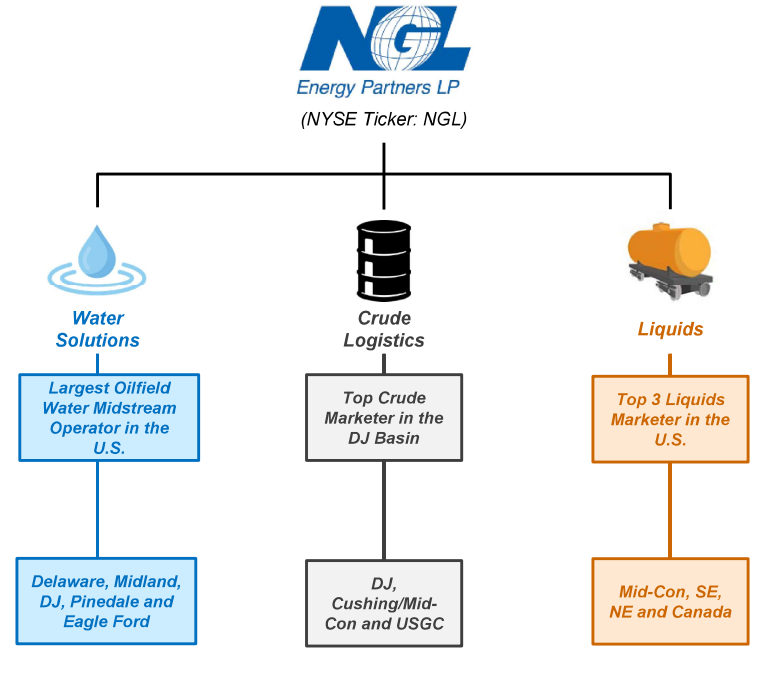 NGL
Energy Partners LP
(NYSE Ticker: NGL)
Water
Solutions
Crude
Logistics
Liquids
Largest Oilfield
Water Midstream
Operator in the
U.S.
Top Crude
Marketer in the
DJ Basin
Top 3 Liquids
Marketer in the
U.S.
Delaware, Midland,
DJ, Pinedale and
Eagle Ford
DJ,
Cushing/Mid-
Con and USGC
Mid-Con, SE,
NE and Canada